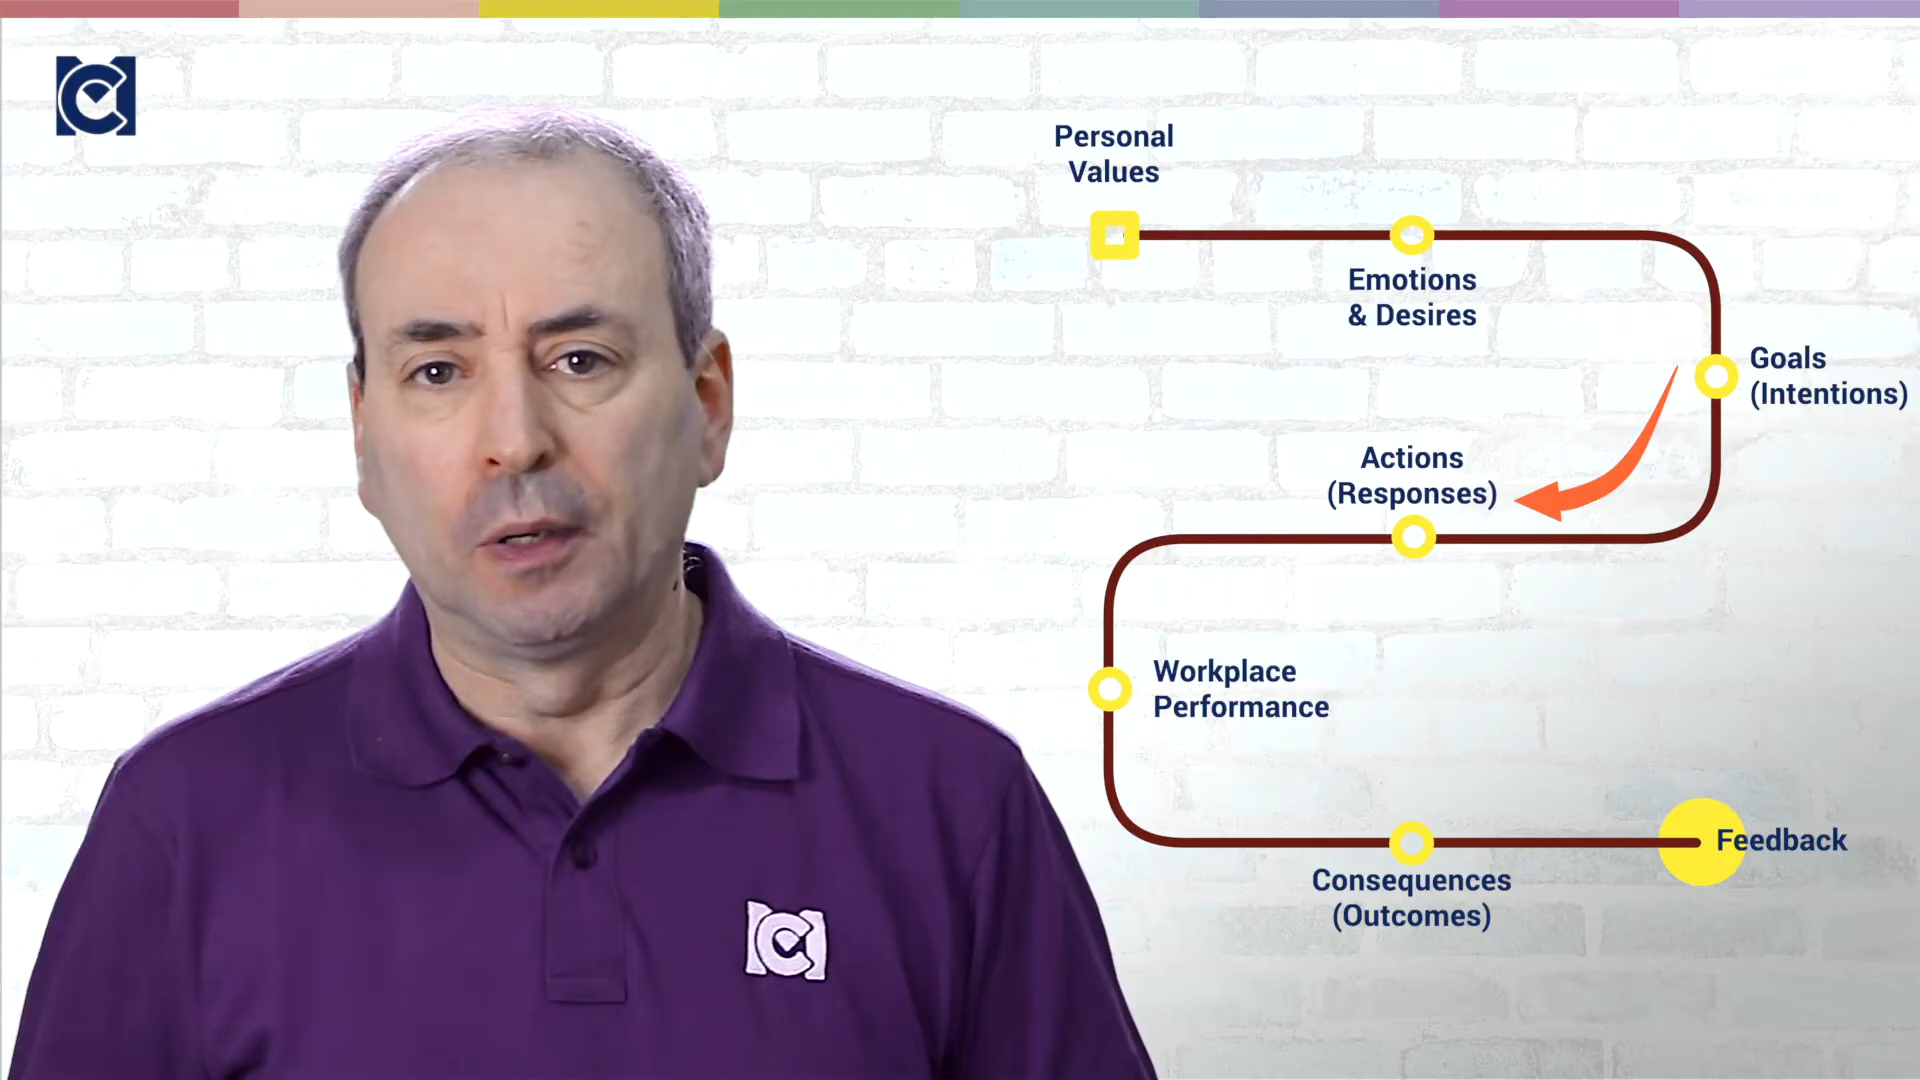 Personal
Values
Emotions
& Desires
Goals
(Intentions)
Actions
(Responses)
Workplace
Performance
Consequences
(Outcomes)
Feedback